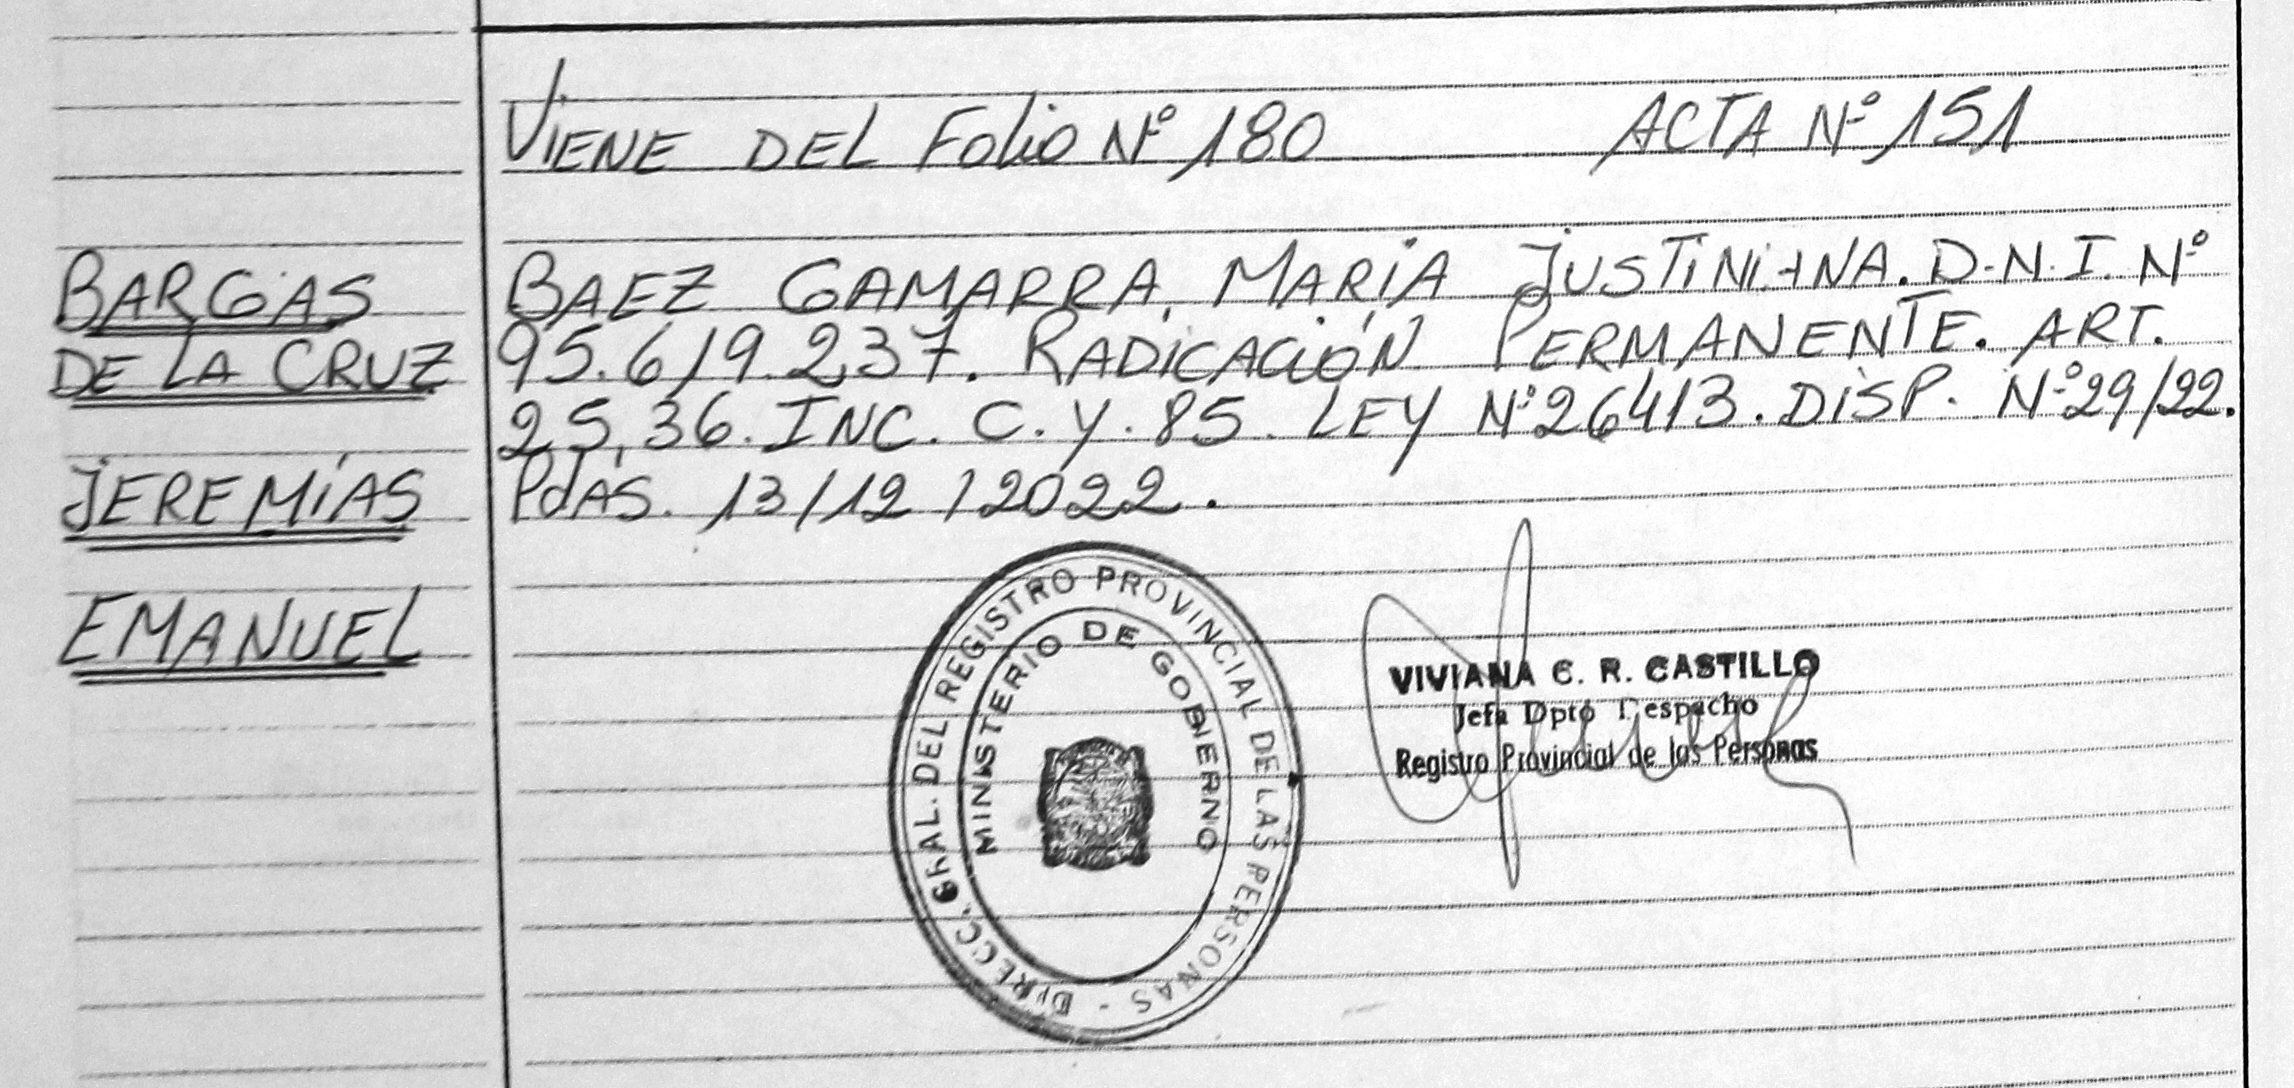 VIENE DEL FOLIO Nº 180 ACTA Nº 151
BARGAS
DE LA CRUZ
JEREMÍAS
EMANUEL
BAEZ GAMARRA, MARÍA JUSTINIANA. D.N.I. Nº
95.619.237. RADICACIÓN PERMANENTE. ART.
25, 36. INC. C. Y. 85. LEY Nº 26413. DISP. Nº 29/22.
PdAS. 13/12/2022.
DIRECC. GRAL. DEL REGISTRO PROVINCIAL DE LAS PERSONAS -
MINISTERIO DE GOBIERNO
VIVIANA C. R. CASTILLO
Jefa Dpto Despacho
Registro Provincial de las Personas